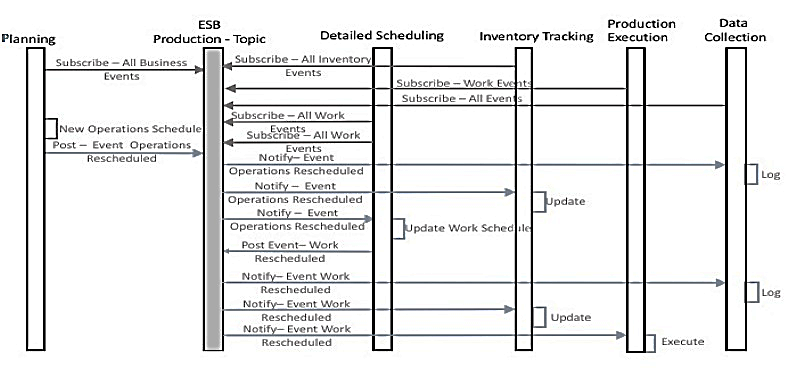 Planning
ESB
Production - Topic
Detailed Scheduling
Inventory Tracking
Production
Execution
Data
Collection
Subscribe – All Business
Events
Subscribe – All Inventory
Events
Subscribe – Work Events
Subscribe – All Events
Subscribe – All Work
Events
New Operations Schedule
Subscribe – All Work
Events
Post – Event Operations
Rescheduled
Notify– Event
Operations Rescheduled
Log
Notify – Event
Operations Rescheduled
Update
Notify – Event
Operations Rescheduled
Update Work Schedule
Post Event– Work
Rescheduled
Notify– Event Work
Rescheduled
Log
Notify– Event Work
Rescheduled
Update
Notify– Event Work
Rescheduled
Execute